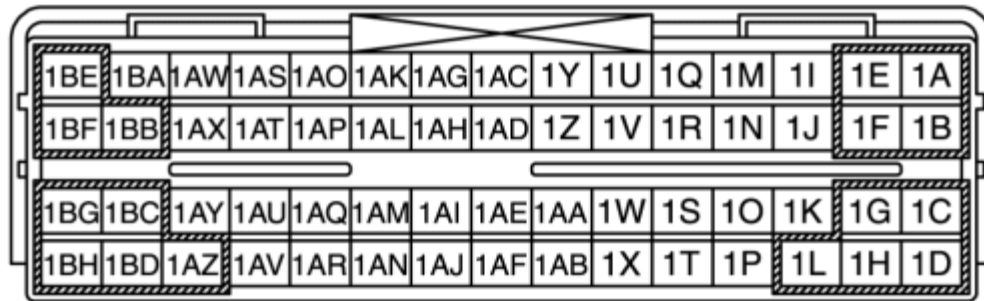 1BE 1BA 1AW 1AS 1AO 1AK 1AG 1AC 1Y 1U 1Q 1M 1I 1E 1A
1BF 1BB 1AX 1AT 1AP 1AL 1AH 1AD 1Z 1V 1R 1N 1J 1F 1B
1BG 1BC 1AY 1AU 1AQ 1AM 1AI 1AE 1AA 1W 1S 1O 1K 1G 1C
1BH 1BD 1AZ 1AV 1AR 1AN 1AJ 1AF 1AB 1X 1T 1P 1L 1H 1D